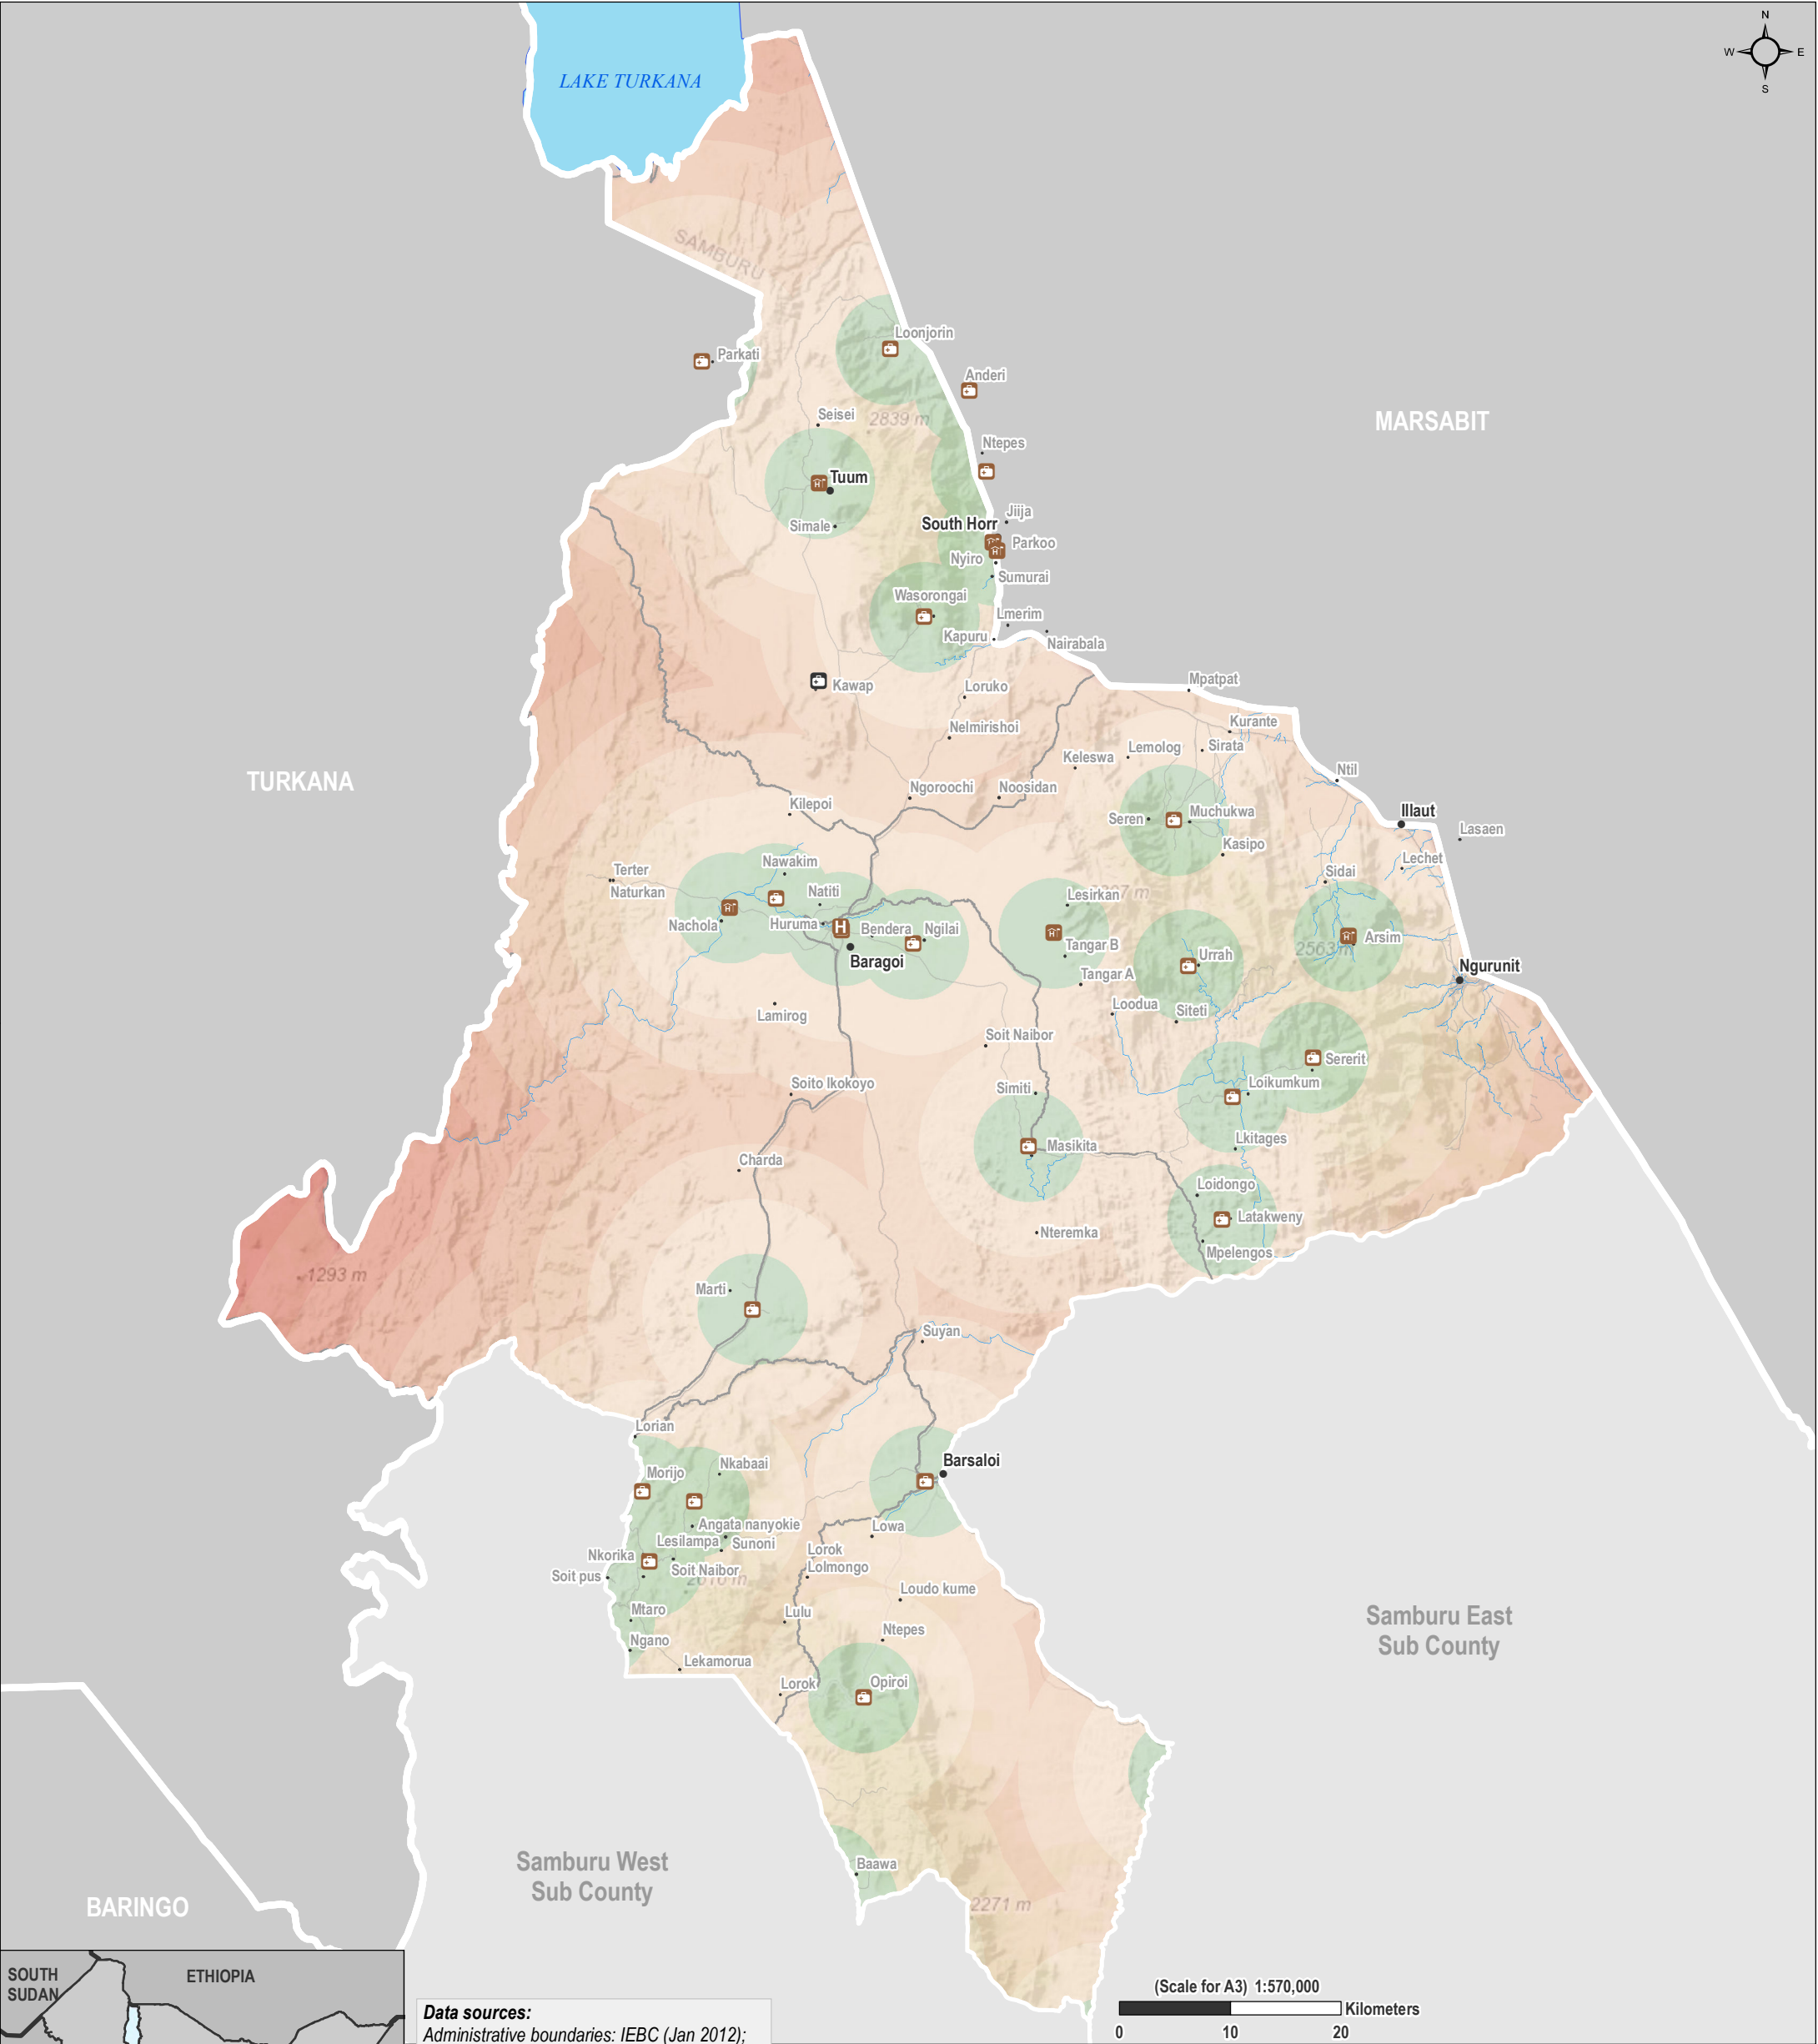 N
W
E
S
LAKE TURKANA
SAMBURU
Loonjorin
Parkati
Anderi
Seisei
2839 m
MARSABIT
Ntepes
Tuum
Jiija
South Horr
Simale
Parkoo
Nyiro
Sumurai
Wasorongai
Lmerim
Kapuru
Nairabala
Kawap
Loruko
Mpatpat
Nelmirishoi
Kurante
Lemolog
Sirata
Keleswa
TURKANA
Ntil
Ngoroochi
Noosidan
Kilepoi
Seren
Muchukwa
Illaut
Lasaen
Kasipo
Nawakim
Lechet
Terter
Sidai
Naturkan
Natiti
Lesirkan
Nachola
Huruma
H
Bendera
Ngilai
Arsim
Tangar B
2563 m
Baragoi
Urrah
Ngurunit
Tangar A
Loodua
Siteti
Lamirog
Soit Naibor
Sererit
Soito Ikokoyo
Simiti
Loikumkum
Lkitages
Masikita
Charda
Loidongo
Latakweny
Nteremka
Mpelengos
1293 m
Marti
Suyan
Lorian
Barsaloi
Nkabaai
Morijo
Angata nanyokie
Lowa
Lesilampa
Sunoni
Lorok
Nkorika
Lolmongo
Soit Naibor
Soit pus
Loudo kume
Mtaro
Lulu
Samburu East
Sub County
Ntepes
Ngano
Lekamorua
Lorok
Opiroi
Samburu West
Sub County
Baawa
BARINGO
2271 m
SOUTH
SUDAN
ETHIOPIA
(Scale for A3) 1:570,000
Kilometers
0 10 20
Data sources:
Administrative boundaries: IEBC (Jan 2012);